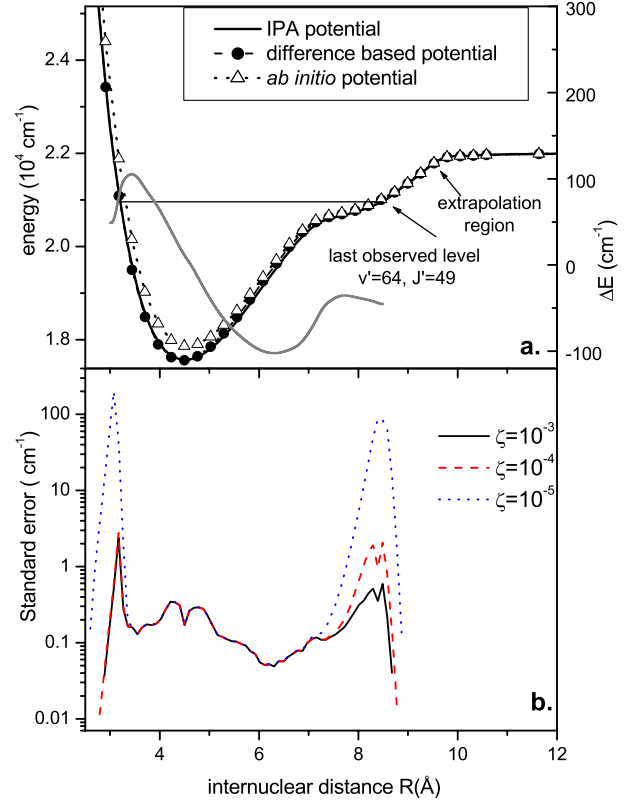 IPA potential
difference based potential
ab initio potential
energy (10⁴ cm⁻¹)
2.4
2.2
2.0
1.8
300
200
100
0
-100
ΔE (cm⁻¹)
extrapolation
region
last observed level
v'=64, J'=49
a.
Standard error ( cm⁻¹)
100
10
1
0.1
0.01
ζ=10⁻³
ζ=10⁻⁴
ζ=10⁻⁵
b.
4
6
8
10
12
internuclear distance R(Å)